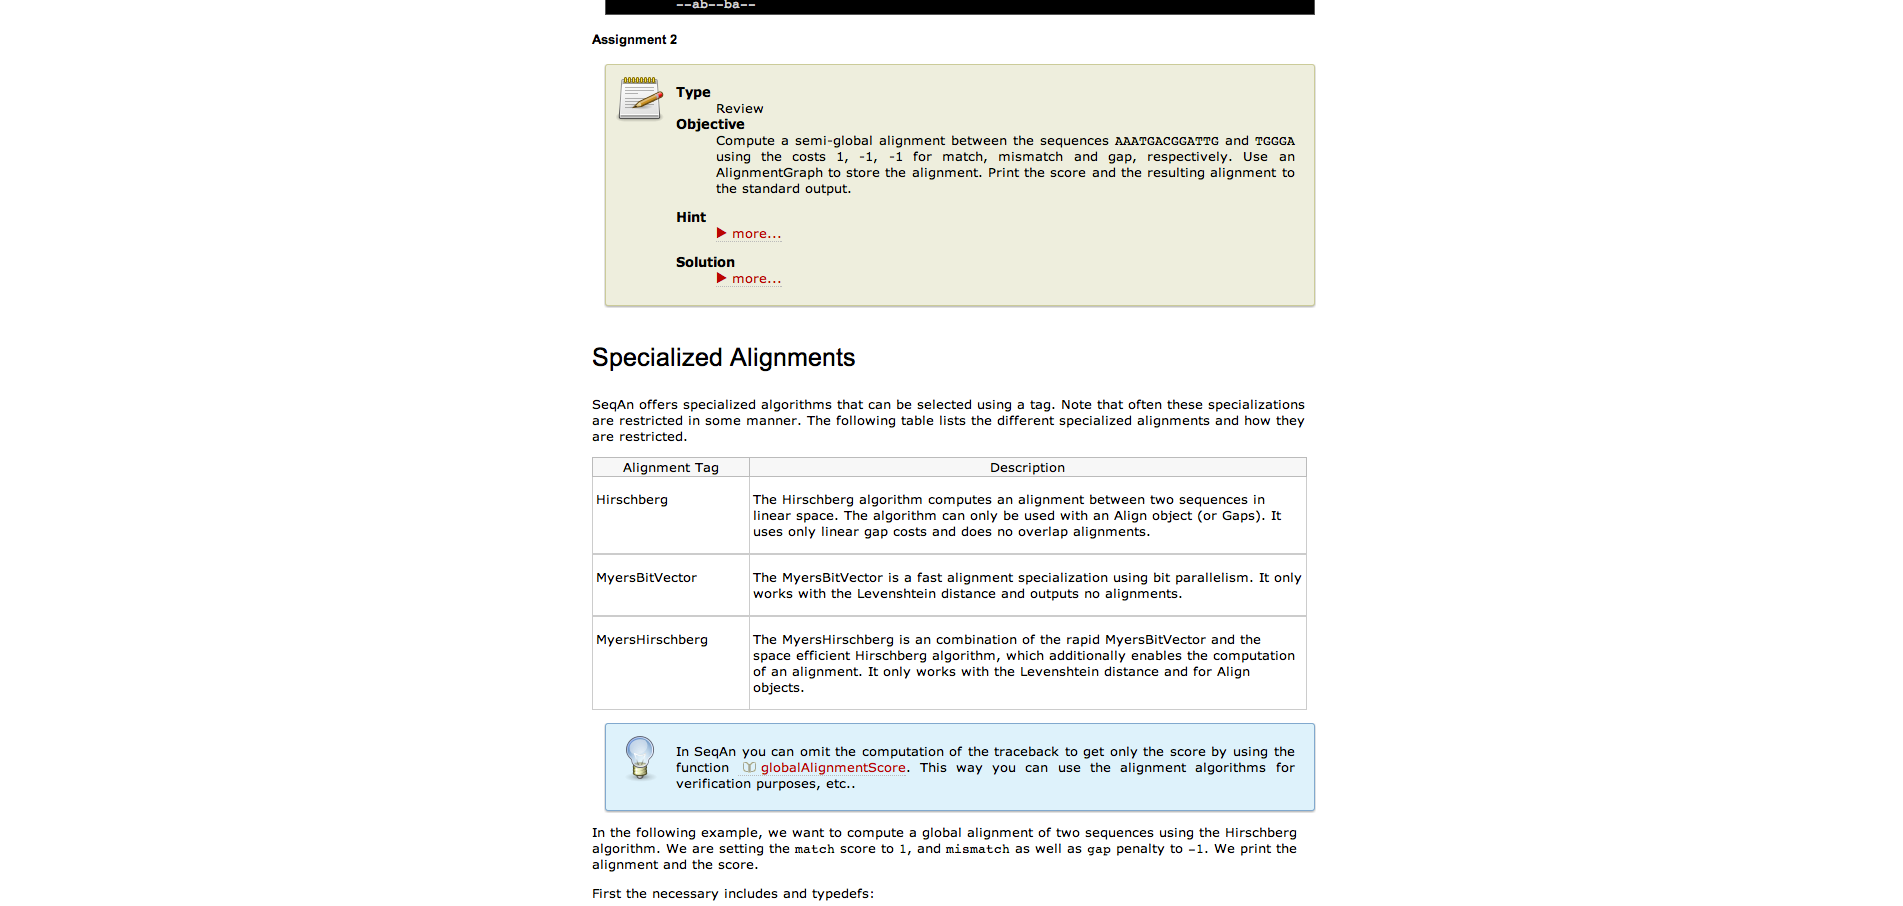 --ab--ba--
Assignment 2
Type
Review
Objective
Compute a semi-global alignment between the sequences AAATGACGGATTG and TGGGA
using the costs 1, -1, -1 for match, mismatch and gap, respectively. Use an
AlignmentGraph to store the alignment. Print the score and the resulting alignment to
the standard output.
Hint
more...
Solution
more...
Specialized Alignments
SeqAn offers specialized algorithms that can be selected using a tag. Note that often these specializations
are restricted in some manner. The following table lists the different specialized alignments and how they
are restricted.
Alignment Tag Description
Hirschberg
The Hirschberg algorithm computes an alignment between two sequences in
linear space. The algorithm can only be used with an Align object (or Gaps). It
uses only linear gap costs and does no overlap alignments.
MyersBitVector
The MyersBitVector is a fast alignment specialization using bit parallelism. It only
works with the Levenshtein distance and outputs no alignments.
MyersHirschberg
The MyersHirschberg is an combination of the rapid MyersBitVector and the
space efficient Hirschberg algorithm, which additionally enables the computation
of an alignment. It only works with the Levenshtein distance and for Align
objects.
In SeqAn you can omit the computation of the traceback to get only the score by using the
function globalAlignmentScore. This way you can use the alignment algorithms for
verification purposes, etc..
In the following example, we want to compute a global alignment of two sequences using the Hirschberg
algorithm. We are setting the match score to 1, and mismatch as well as gap penalty to -1. We print the
alignment and the score.
First the necessary includes and typedefs: